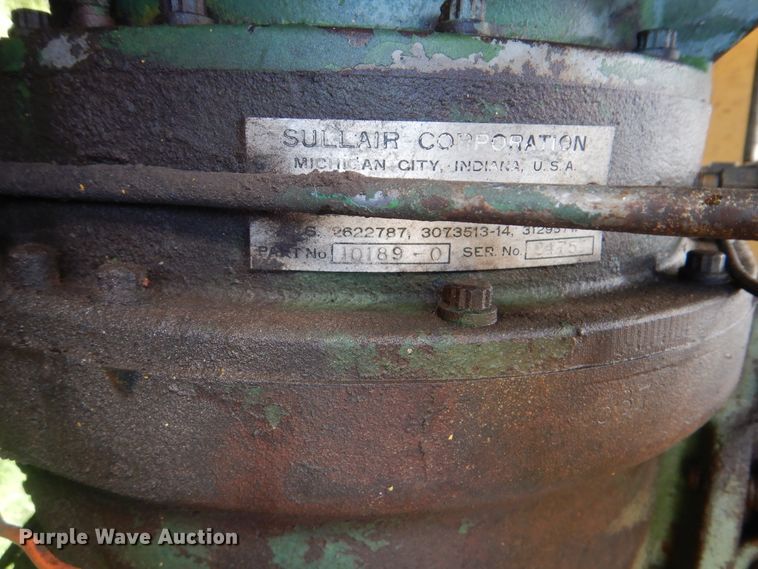 SULLAIR CORPORATION
MICHIGAN CITY, INDIANA, U.S.A.
S. 2622787, 3073513-14,
PART No 10189-0 SER. No.
Purple Wave Auction®